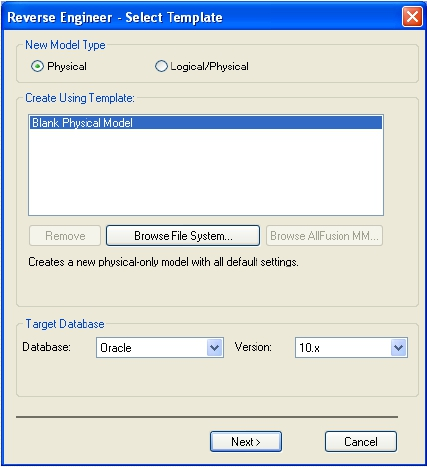 Reverse Engineer - Select Template
New Model Type
Physical
Logical/Physical
Create Using Template:
Blank Physical Model
Remove
Browse File System...
Browse AllFusion MM...
Creates a new physical-only model with all default settings.
Target Database
Database:
Oracle
Version:
10.x
Next >
Cancel